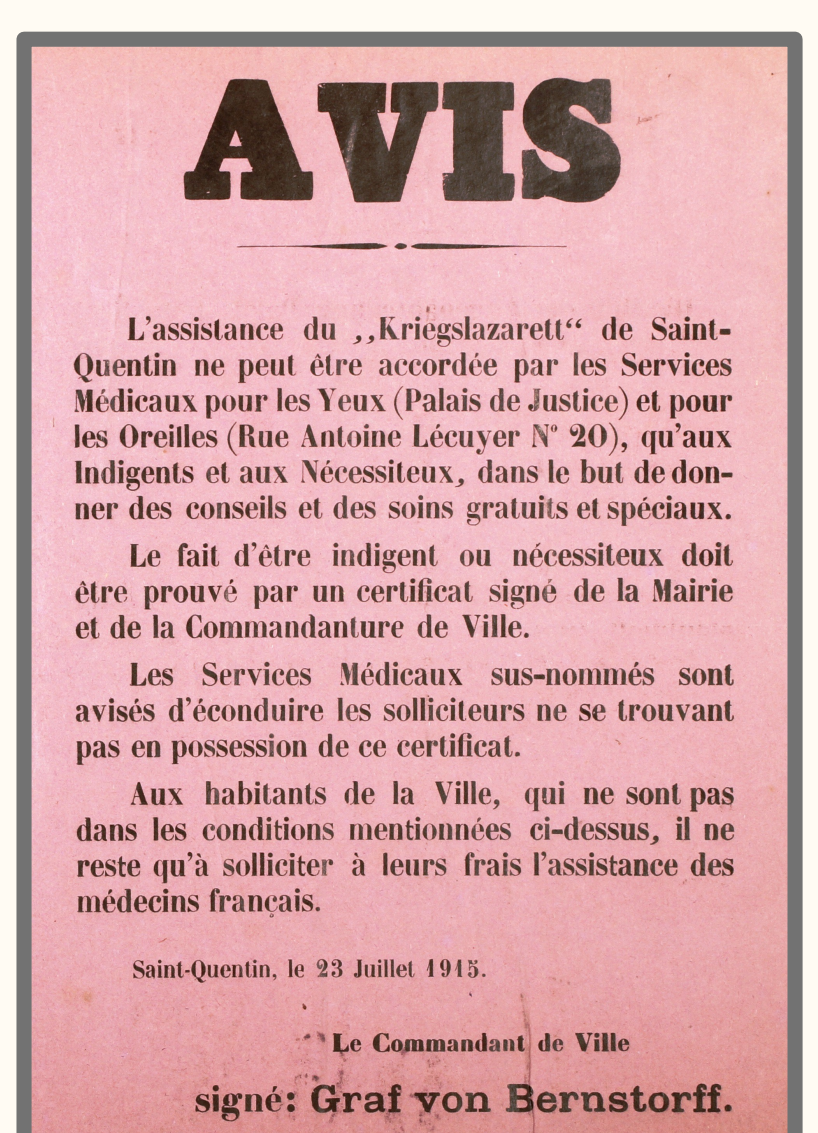 AVIS
L'assistance du ,,Kriegslazarett“ de Saint-
Quentin ne peut être accordée par les Services
Médicaux pour les Yeux (Palais de Justice) et pour
les Oreilles (Rue Antoine Lécuyer N° 20), qu'aux
Indigents et aux Nécessiteux, dans le but de don-
ner des conseils et des soins gratuits et spéciaux.
Le fait d'être indigent ou nécessiteux doit
être prouvé par un certificat signé de la Mairie
et de la Commandanture de Ville.
Les Services Médicaux sus-nommés sont
avisés d'éconduire les solliciteurs ne se trouvant
pas en possession de ce certificat.
Aux habitants de la Ville, qui ne sont pas
dans les conditions mentionnées ci-dessus, il ne
reste qu'à solliciter à leurs frais l'assistance des
médecins français.
Saint-Quentin, le 23 Juillet 1915.
Le Commandant de Ville
signé: Graf von Bernstorff.